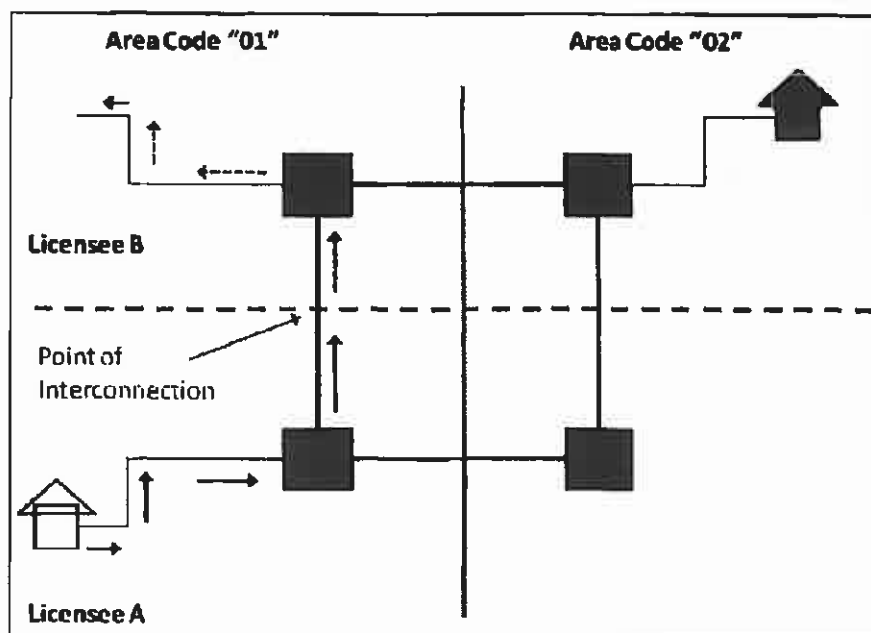 Area Code "01"
Area Code "02"
Licensee B
Point of
Interconnection
Licensee A